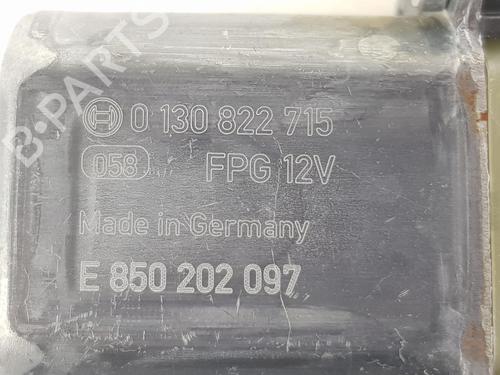 B-PARTS
0 130 822 715
058 FPG 12V
Made in Germany
E 850 202 097